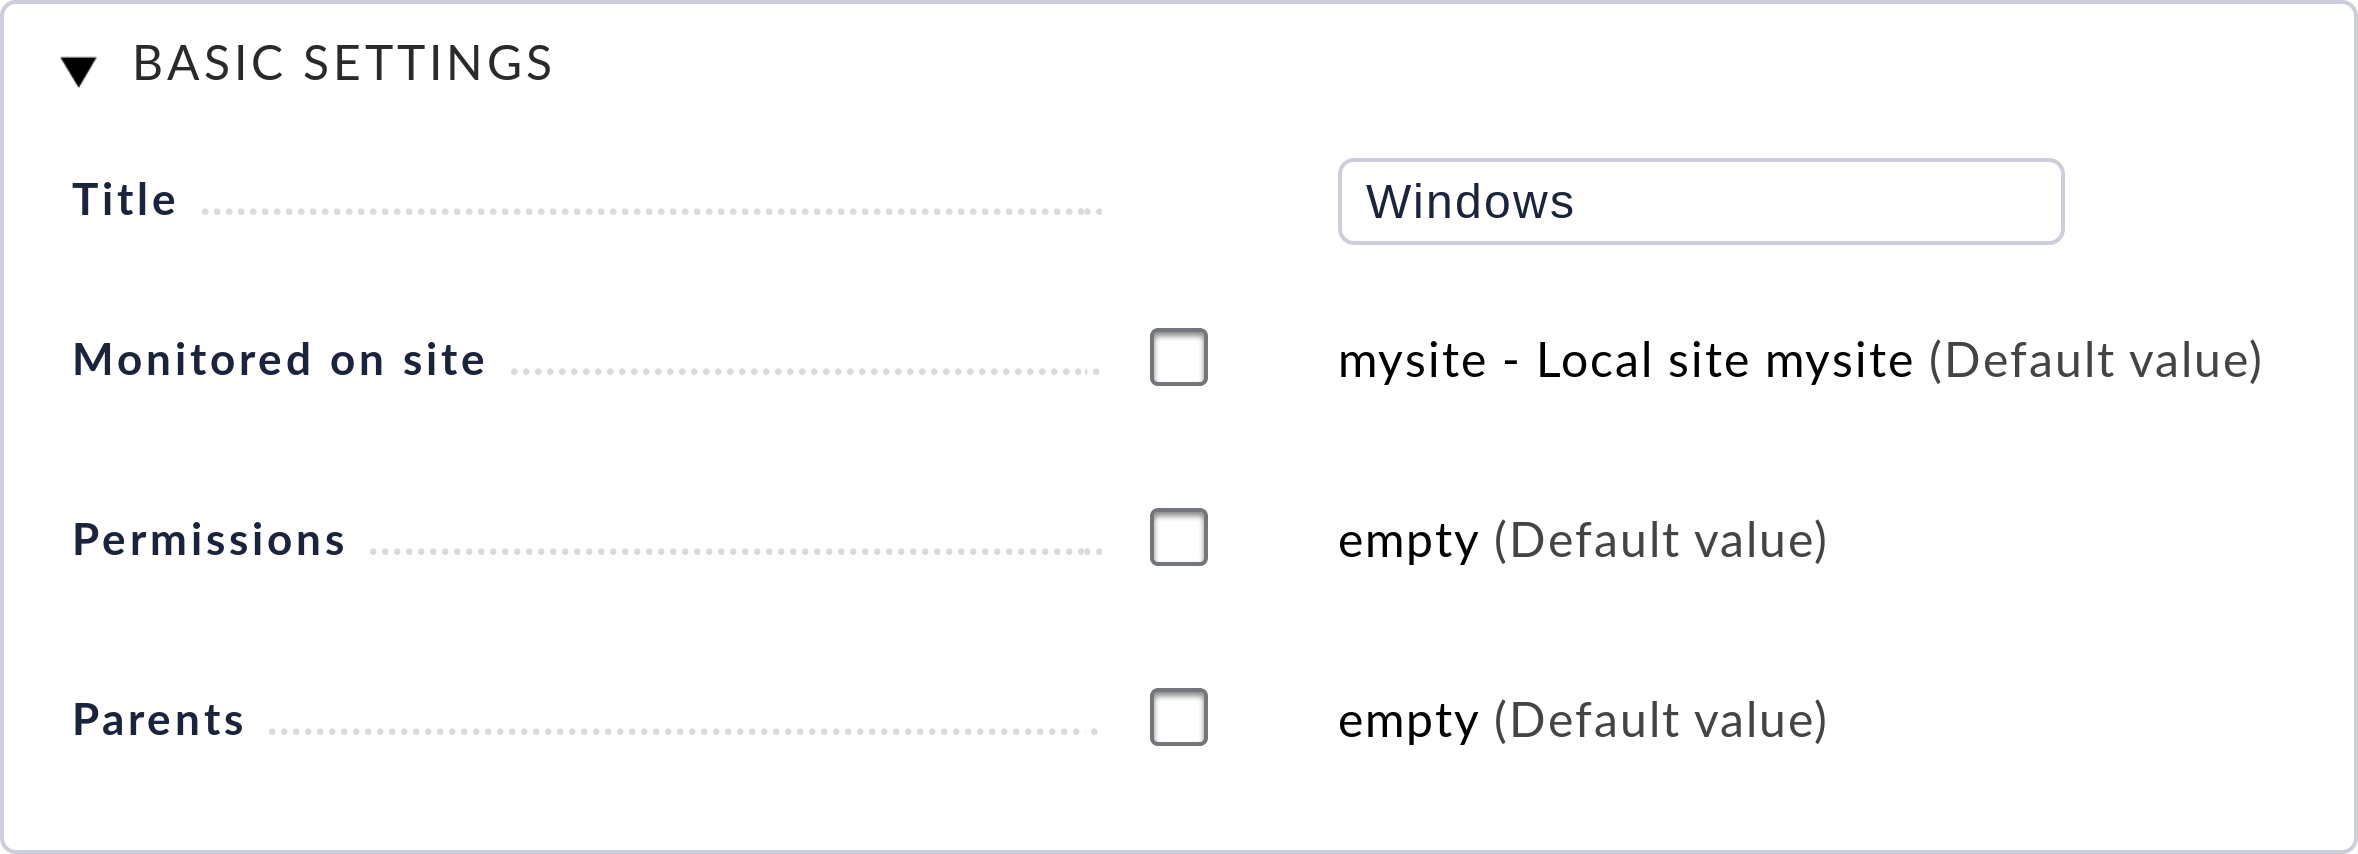 BASIC SETTINGS
Title Windows
Monitored on site mysite - Local site mysite (Default value)
Permissions empty (Default value)
Parents empty (Default value)